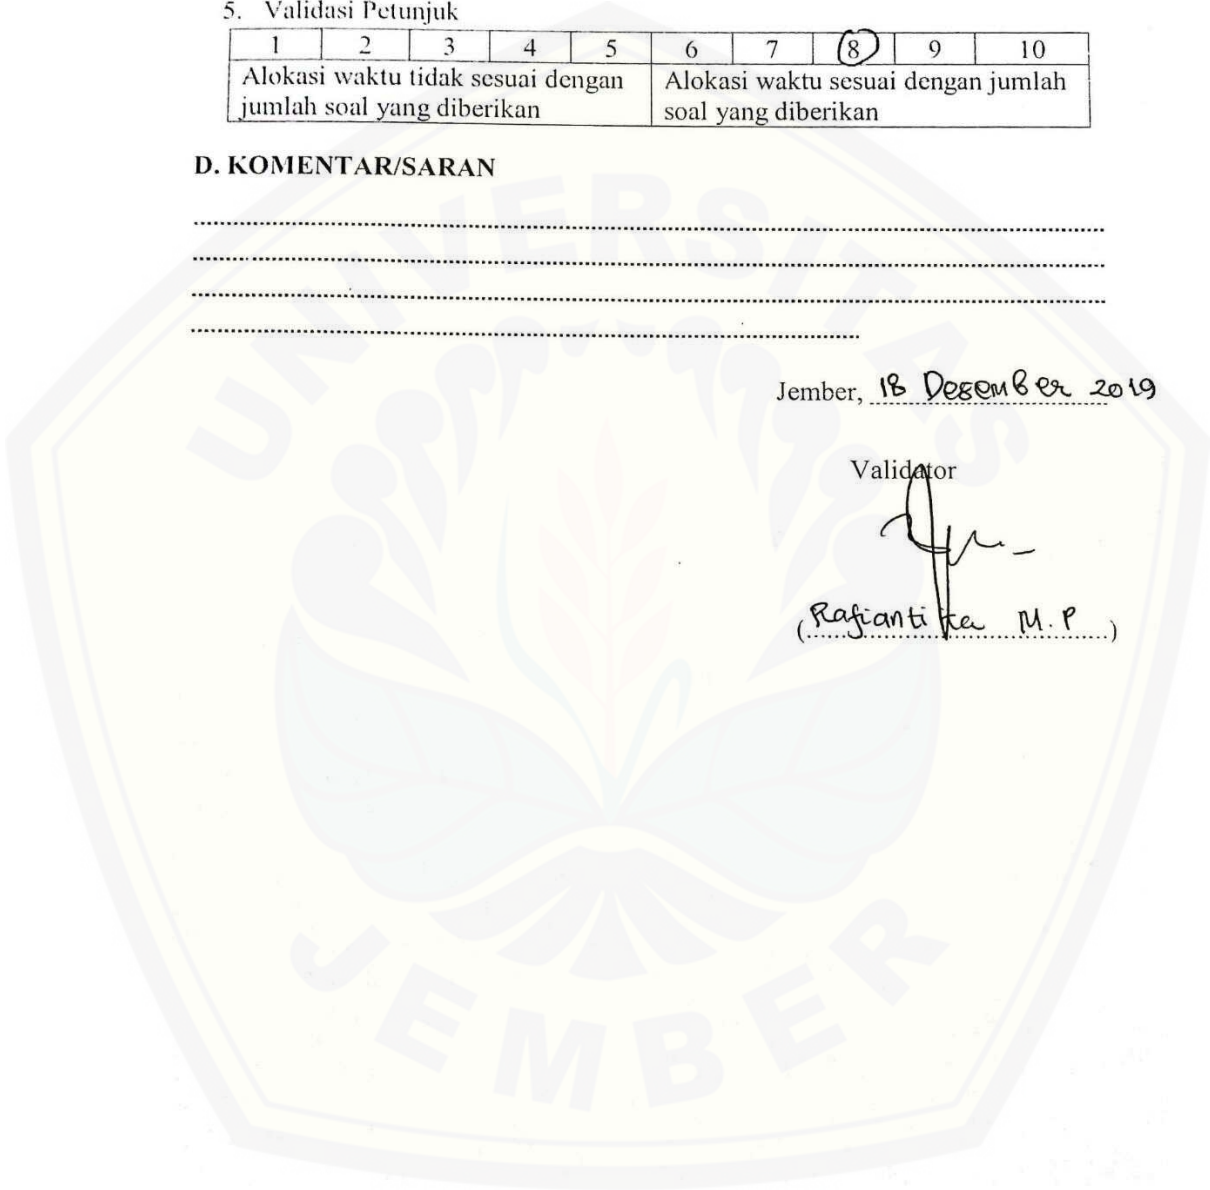 5. Validasi Petunjuk
1 2 3 4 5 6 7 8 9 10
Alokasi waktu tidak sesuai dengan jumlah soal yang diberikan
Alokasi waktu sesuai dengan jumlah soal yang diberikan
D. KOMENTAR/SARAN
Jember, 18 Desember 2019
Validator
(Rafiantika M.P)
UNIVERSITAS
JEMBER